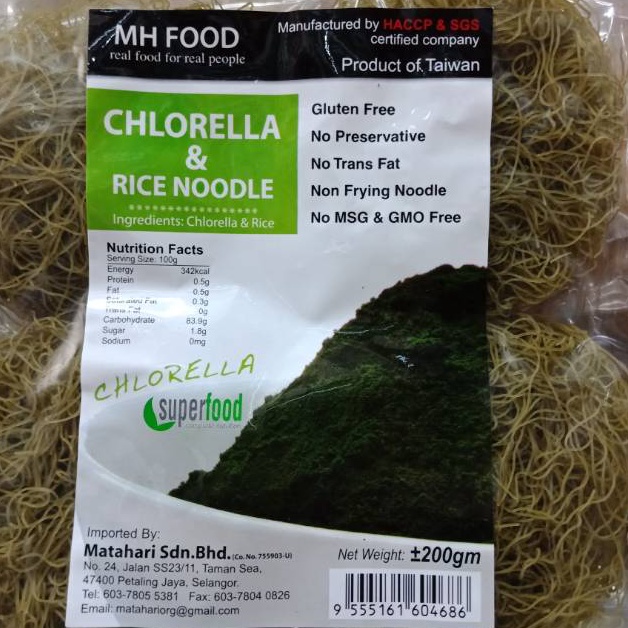 MH FOOD
real food for real people
Manufactured by HACCP & SGS
certified company
Product of Taiwan
CHLORELLA
&
RICE NOODLE
Ingredients: Chlorella & Rice
Gluten Free
No Preservative
No Trans Fat
Non Frying Noodle
No MSG & GMO Free
Nutrition Facts
Serving Size: 100g
Energy 342kcal
Protein 0.5g
Fat 0.5g
Saturated Fat 0.3g
Trans Fat 0g
Carbohydrate 83.9g
Sugar 1.8g
Sodium 0mg
CHLORELLA
superfood
Imported By:
Matahari Sdn.Bhd. (Co. No. 755903-U)
No. 24, Jalan SS23/11, Taman Sea,
47400 Petaling Jaya, Selangor.
Tel: 603-7805 5381 Fax: 603-7804 0826
Email: matahariorg@gmail.com
Net Weight: ±200gm
9 555161 604686